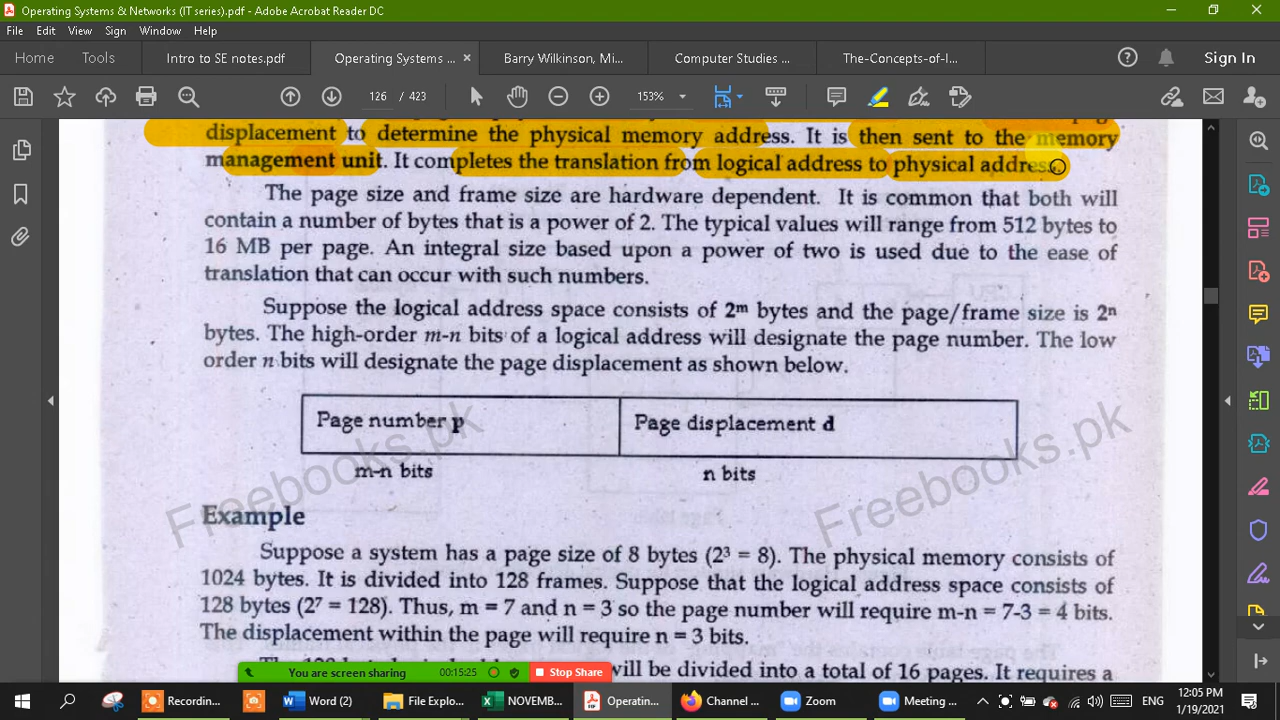 Operating Systems & Networks (IT series).pdf - Adobe Acrobat Reader DC
File Edit View Sign Window Help
Home Tools Intro to SE notes.pdf Operating Systems ... × Barry Wilkinson, Mi... Computer Studies ... The-Concepts-of-I... Sign In
126 / 423 153%
displacement to determine the physical memory address. It is then sent to the memory
management unit. It completes the translation from logical address to physical address.
The page size and frame size are hardware dependent. It is common that both will
contain a number of bytes that is a power of 2. The typical values will range from 512 bytes to
16 MB per page. An integral size based upon a power of two is used due to the ease of
translation that can occur with such numbers.
Suppose the logical address space consists of 2ᵐ bytes and the page/frame size is 2ⁿ
bytes. The high-order m-n bits of a logical address will designate the page number. The low
order n bits will designate the page displacement as shown below.
Page number p Page displacement d
m-n bits n bits
Freebooks.pk Freebooks.pk
Example
Suppose a system has a page size of 8 bytes (2³ = 8). The physical memory consists of
1024 bytes. It is divided into 128 frames. Suppose that the logical address space consists of
128 bytes (2⁷ = 128). Thus, m = 7 and n = 3 so the page number will require m-n = 7-3 = 4 bits.
The displacement within the page will require n = 3 bits.
will be divided into a total of 16 pages. It requires a
You are screen sharing 00:15:25 Stop Share
Recordin... Word (2) File Explo... NOVEMB... Operatin... Channel ... Zoom Meeting ... ENG 12:05 PM
1/19/2021